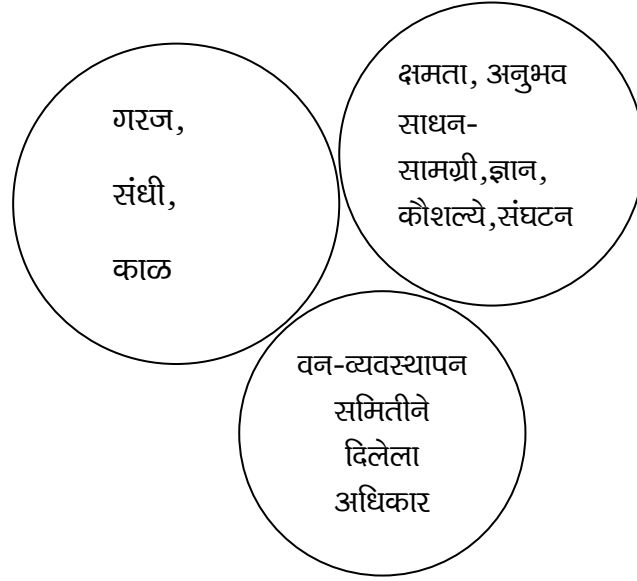 गरज,
संधी,
काळ
क्षमता, अनुभव
साधन-
सामग्री,ज्ञान,
कौशल्ये,संघटन
वन-व्यवस्थापन
समितीने
दिलेला
अधिकार